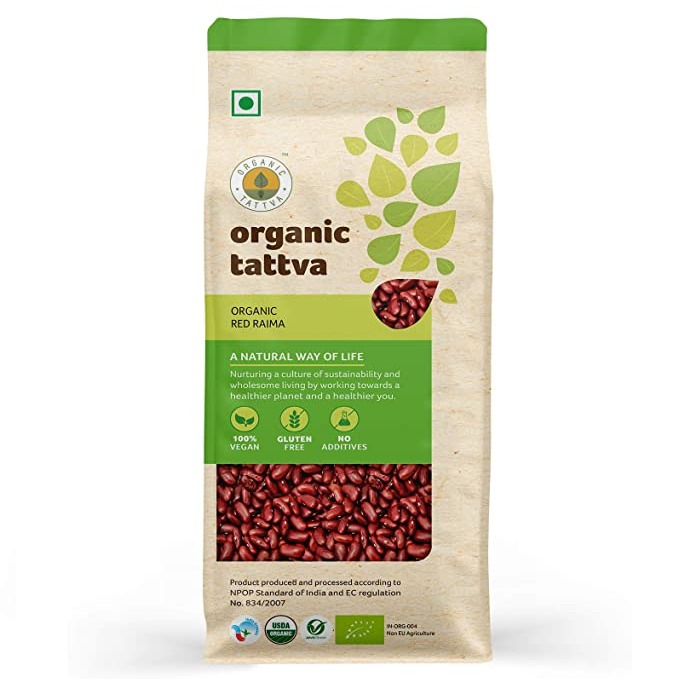 ORGANIC
TATTVA
TM
organic
tattva
ORGANIC
RED RAJMA
A NATURAL WAY OF LIFE
Nurturing a culture of sustainability and
wholesome living by working towards a
healthier planet and a healthier you.
100%
VEGAN
GLUTEN
FREE
NO
ADDITIVES
Product produced and processed according to
NPOP Standard of India and EC regulation
No. 834/2007
USDA
ORGANIC
IN-ORG-004
Non EU Agriculture